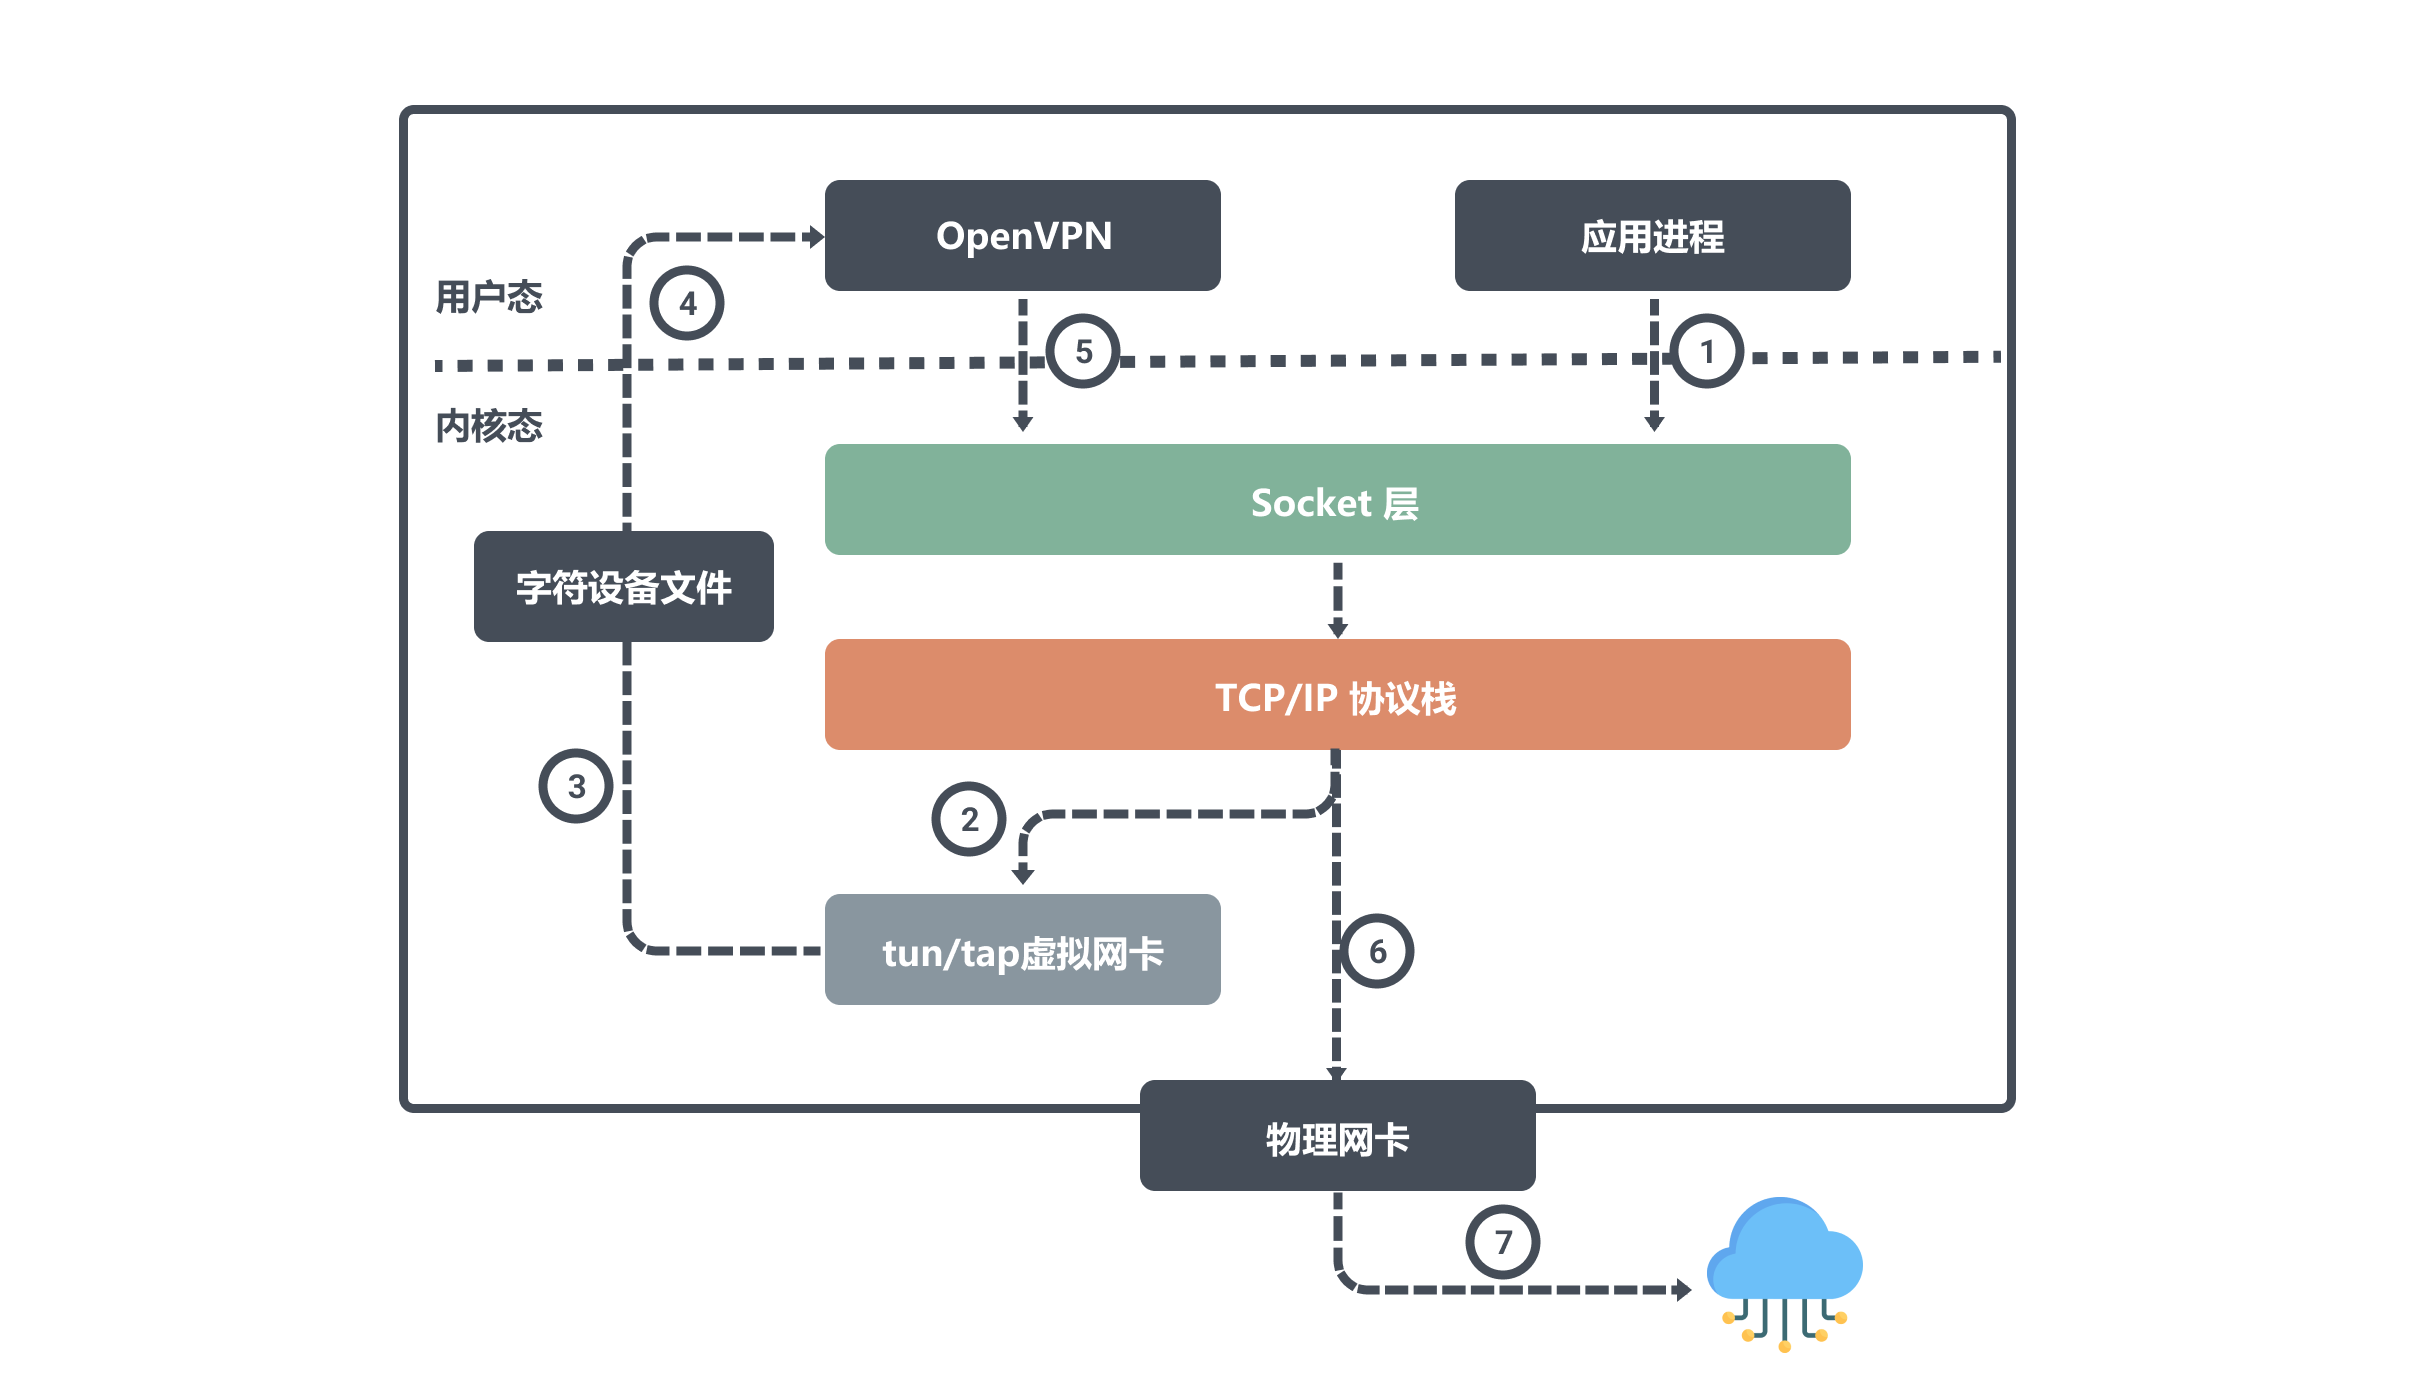 OpenVPN
应用进程
用户态
4
5
1
内核态
Socket 层
字符设备文件
TCP/IP 协议栈
3
2
tun/tap虚拟网卡
6
物理网卡
7